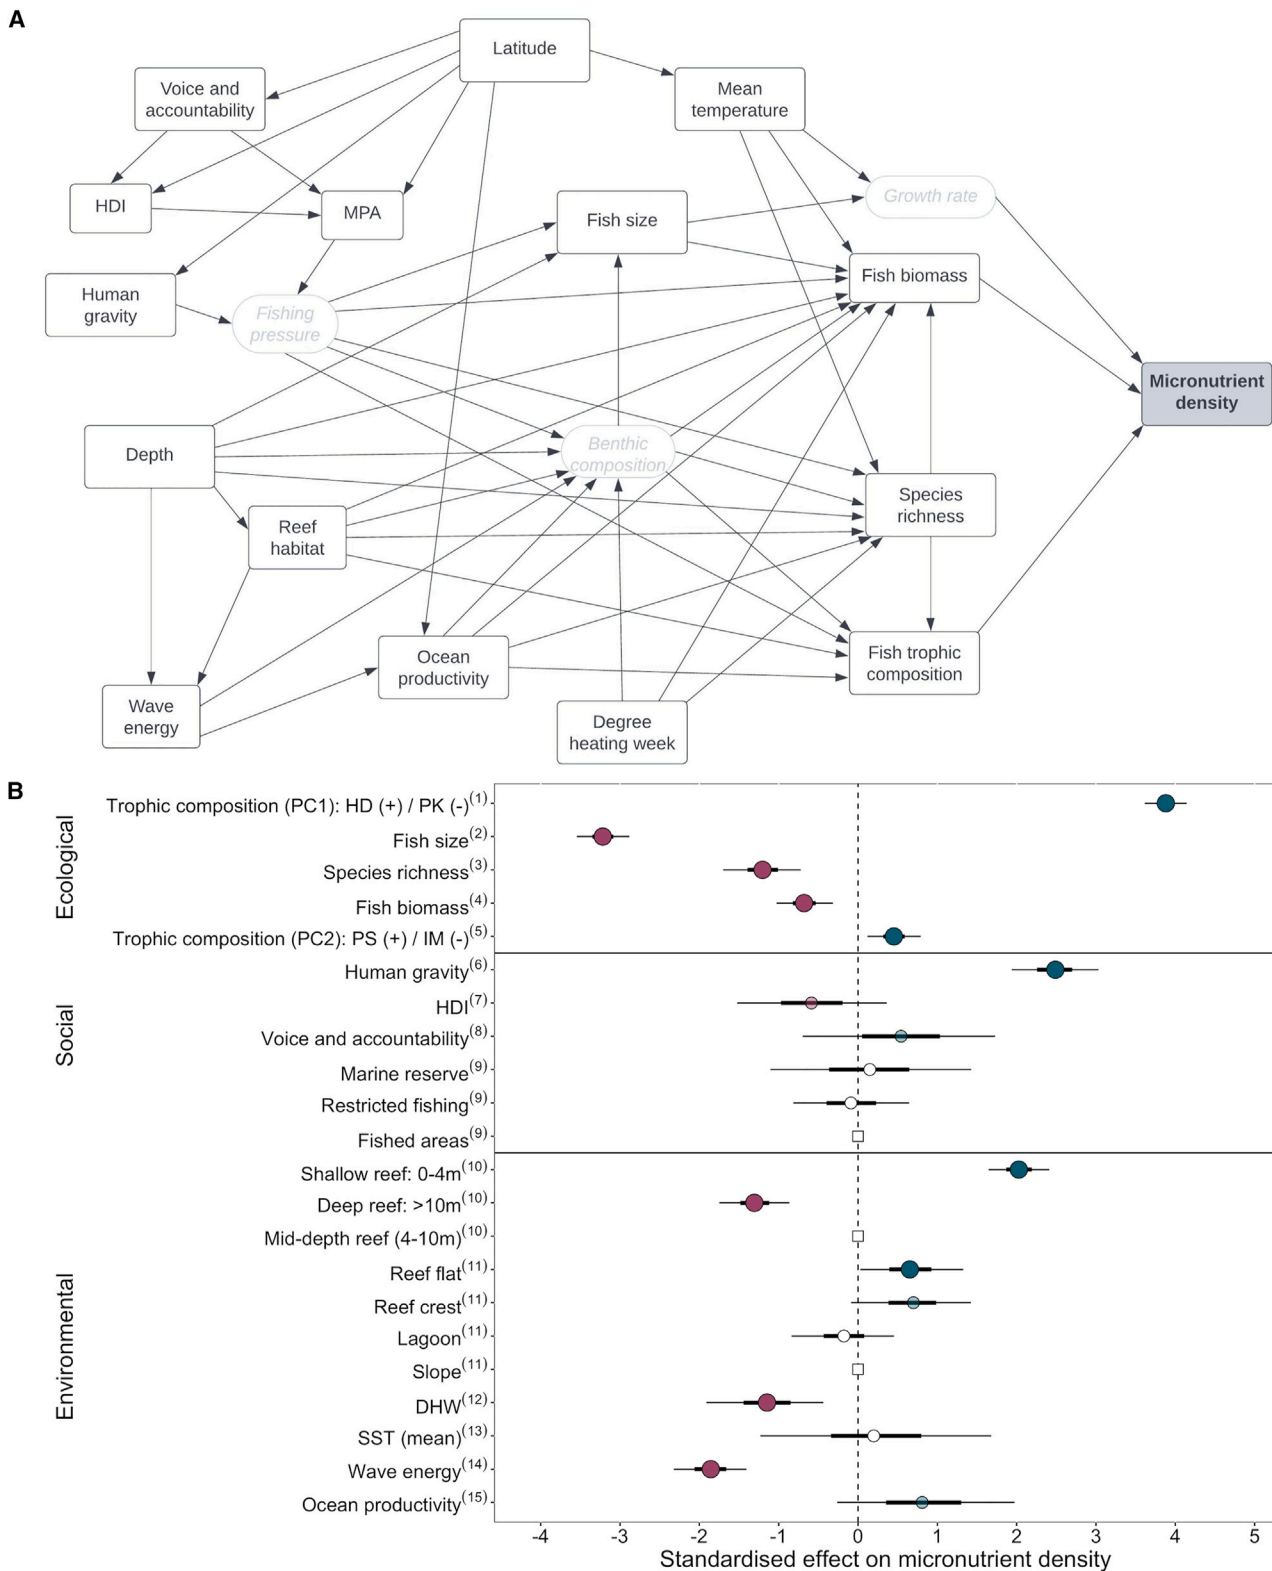 A
Latitude
Voice and
accountability
Mean
temperature
HDI
MPA
Fish size
Growth rate
Human
gravity
Fishing
pressure
Fish biomass
Micronutrient
density
Depth
Benthic
composition
Reef
habitat
Species
richness
Ocean
productivity
Fish trophic
composition
Wave
energy
Degree
heating week
B
Ecological
Trophic composition (PC1): HD (+) / PK (-)(1)
Fish size(2)
Species richness(3)
Fish biomass(4)
Trophic composition (PC2): PS (+) / IM (-)(5)
Social
Human gravity(6)
HDI(7)
Voice and accountability(8)
Marine reserve(9)
Restricted fishing(9)
Fished areas(9)
Environmental
Shallow reef: 0-4m(10)
Deep reef: >10m(10)
Mid-depth reef (4-10m)(10)
Reef flat(11)
Reef crest(11)
Lagoon(11)
Slope(11)
DHW(12)
SST (mean)(13)
Wave energy(14)
Ocean productivity(15)
-4 -3 -2 -1 0 1 2 3 4 5
Standardised effect on micronutrient density